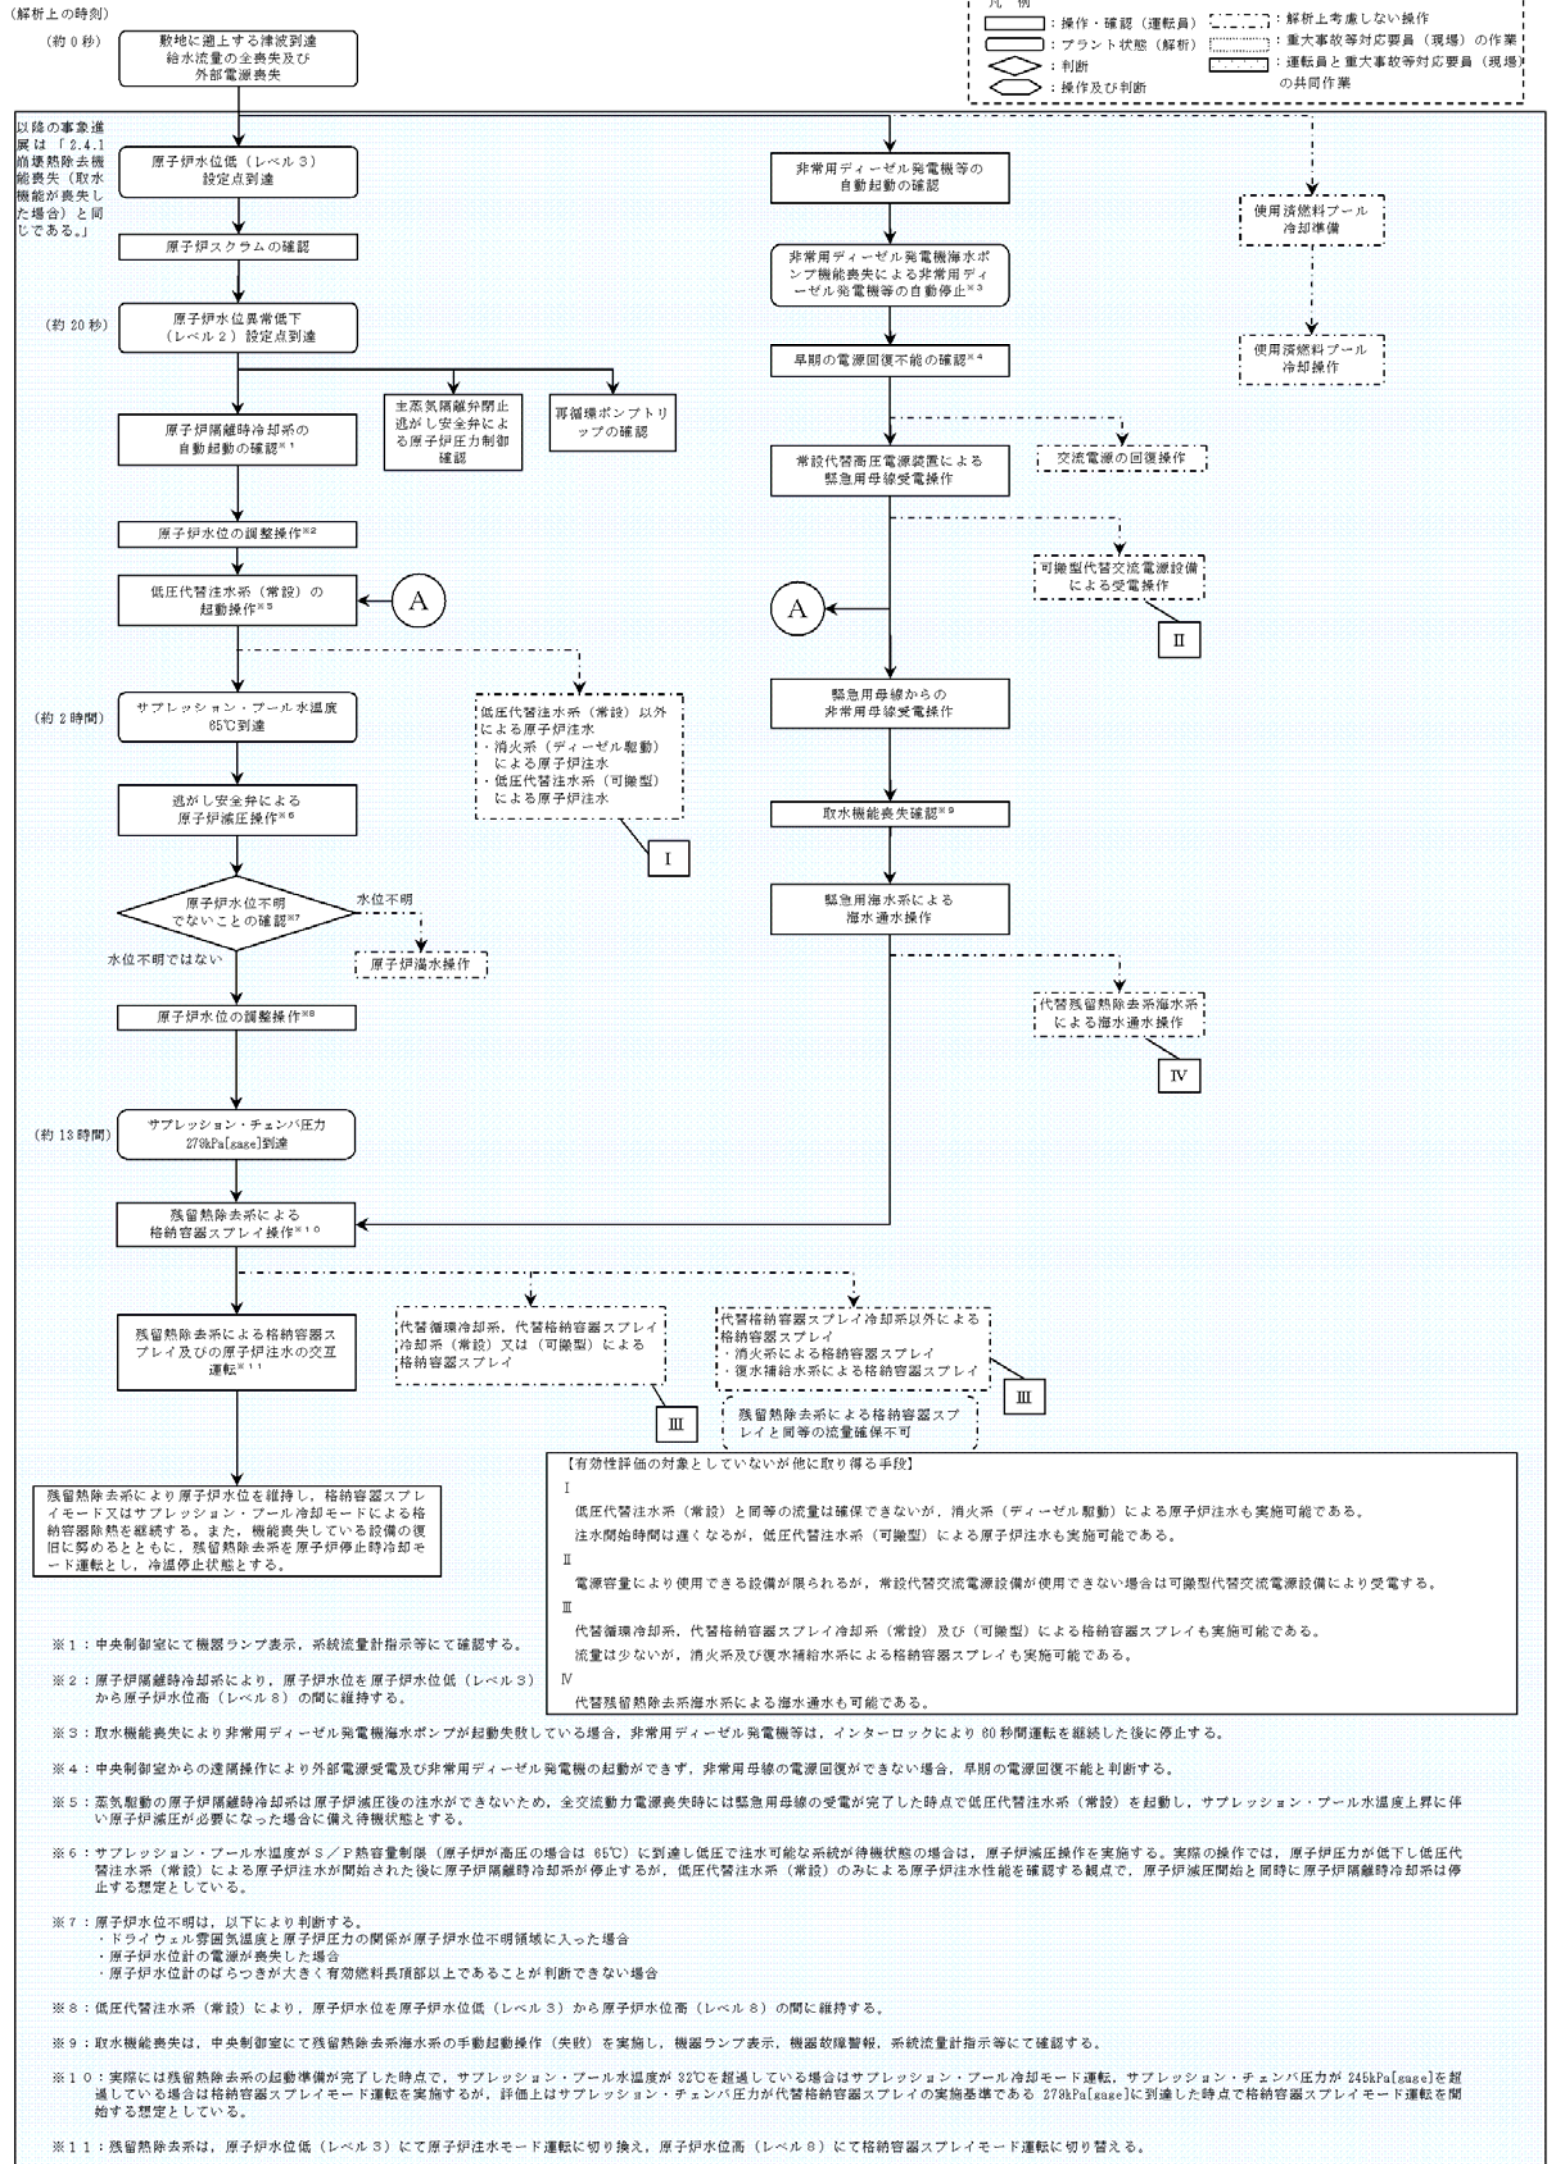 (解析上の時刻)
凡 例
：操作・確認（運転員）
：プラント状態（解析）
：判断
：操作及び判断
：解析上考慮しない操作
：重大事故等対応要員（現場）の作業
：運転員と重大事故等対応要員（現場）
の共同作業
(約0秒)
敷地に遡上する津波到達
給水流量の全喪失及び
外部電源喪失
以降の事象進
展は「2.4.1
崩壊熱除去機
能喪失（取水
機能が喪失し
た場合）と同
じである。」
原子炉水位低（レベル３）
設定点到達
原子炉スクラムの確認
(約20秒)
原子炉水位異常低下
（レベル２）設定点到達
原子炉隔離時冷却系の
自動起動の確認※１
主蒸気隔離弁閉止
逃がし安全弁によ
る原子炉圧力制御
確認
再循環ポンプトリ
ップの確認
原子炉水位の調整操作※2
低圧代替注水系（常設）の
起動操作※5
A
(約2時間)
サプレッション・プール水温度
65℃到達
低圧代替注水系（常設）以外
による原子炉注水
・消火系（ディーゼル駆動）
による原子炉注水
・低圧代替注水系（可搬型）
による原子炉注水
Ⅰ
逃がし安全弁による
原子炉減圧操作※6
原子炉水位不明
でないことの確認※7
水位不明
原子炉満水操作
水位不明ではない
原子炉水位の調整操作※8
(約13時間)
サプレッション・チェンバ圧力
279kPa[gage]到達
残留熱除去系による
格納容器スプレイ操作※１０
残留熱除去系による格納容器ス
プレイ及びの原子炉注水の交互
運転※１１
残留熱除去系により原子炉水位を維持し，格納容器スプレ
イモード又はサプレッション・プール冷却モードによる格
納容器除熱を継続する。また，機能喪失している設備の復
旧に努めるとともに，残留熱除去系を原子炉停止時冷却モ
ード運転とし，冷温停止状態とする。
非常用ディーゼル発電機等の
自動起動の確認
非常用ディーゼル発電機海水ポ
ンプ機能喪失による非常用ディ
ーゼル発電機等の自動停止※3
早期の電源回復不能の確認※4
交流電源の回復操作
常設代替高圧電源装置による
緊急用母線受電操作
可搬型代替交流電源設備
による受電操作
Ⅱ
A
緊急用母線からの
非常用母線受電操作
取水機能喪失確認※9
緊急用海水系による
海水通水操作
代替残留熱除去系海水系
による海水通水操作
Ⅳ
使用済燃料プール
冷却準備
使用済燃料プール
冷却操作
代替循環冷却系，代替格納容器スプレイ
冷却系（常設）又は（可搬型）による
格納容器スプレイ
Ⅲ
代替格納容器スプレイ冷却系以外による
格納容器スプレイ
・消火系による格納容器スプレイ
・復水補給水系による格納容器スプレイ
Ⅲ
残留熱除去系による格納容器スプ
レイと同等の流量確保不可
【有効性評価の対象としていないが他に取り得る手段】
Ⅰ
低圧代替注水系（常設）と同等の流量は確保できないが，消火系（ディーゼル駆動）による原子炉注水も実施可能である。
注水開始時間は遅くなるが，低圧代替注水系（可搬型）による原子炉注水も実施可能である。
Ⅱ
電源容量により使用できる設備が限られるが，常設代替交流電源設備が使用できない場合は可搬型代替交流電源設備により受電する。
Ⅲ
代替循環冷却系，代替格納容器スプレイ冷却系（常設）及び（可搬型）による格納容器スプレイも実施可能である。
流量は少ないが，消火系及び復水補給水系による格納容器スプレイも実施可能である。
Ⅳ
代替残留熱除去系海水系による海水通水も可能である。
※１：中央制御室にて機器ランプ表示，系統流量計指示等にて確認する。
※２：原子炉隔離時冷却系により，原子炉水位を原子炉水位低（レベル３）
から原子炉水位高（レベル８）の間に維持する。
※３：取水機能喪失により非常用ディーゼル発電機海水ポンプが起動失敗している場合，非常用ディーゼル発電機等は，インターロックにより 60 秒間運転を継続した後に停止する。
※４：中央制御室からの遠隔操作により外部電源受電及び非常用ディーゼル発電機の起動ができず，非常用母線の電源回復ができない場合，早期の電源回復不能と判断する。
※５：蒸気駆動の原子炉隔離時冷却系は原子炉減圧後の注水ができないため，全交流動力電源喪失時には緊急用母線の受電が完了した時点で低圧代替注水系（常設）を起動し，サプレッション・プール水温度上昇に伴
い原子炉減圧が必要になった場合に備え待機状態とする。
※６：サプレッション・プール水温度がＳ／Ｐ熱容量制限（原子炉が高圧の場合は 65℃）に到達し低圧で注水可能な系統が待機状態の場合は，原子炉減圧操作を実施する。実際の操作では，原子炉圧力が低下し低圧代
替注水系（常設）による原子炉注水が開始された後に原子炉隔離時冷却系が停止するが，低圧代替注水系（常設）のみによる原子炉注水性能を確認する観点で，原子炉減圧開始と同時に原子炉隔離時冷却系は停
止する想定としている。
※７：原子炉水位不明は，以下により判断する。
・ドライウェル雰囲気温度と原子炉圧力の関係が原子炉水位不明領域に入った場合
・原子炉水位計の電源が喪失した場合
・原子炉水位計のばらつきが大きく有効燃料長頂部以上であることが判断できない場合
※８：低圧代替注水系（常設）により，原子炉水位を原子炉水位低（レベル３）から原子炉水位高（レベル８）の間に維持する。
※９：取水機能喪失は，中央制御室にて残留熱除去系海水系の手動起動操作（失敗）を実施し，機器ランプ表示，機器故障警報，系統流量計指示等にて確認する。
※１０：実際には残留熱除去系の起動準備が完了した時点で，サプレッション・プール水温度が 32℃を超過している場合はサプレッション・プール冷却モード運転，サプレッション・チェンバ圧力が 245kPa[gage]を超
過している場合は格納容器スプレイモード運転を実施するが，評価上はサプレッション・チェンバ圧力が代替格納容器スプレイの実施基準である 279kPa[gage]に到達した時点で格納容器スプレイモード運転を開
始する想定としている。
※１１：残留熱除去系は，原子炉水位低（レベル３）にて原子炉注水モード運転に切り換え，原子炉水位高（レベル８）にて格納容器スプレイモード運転に切り替える。